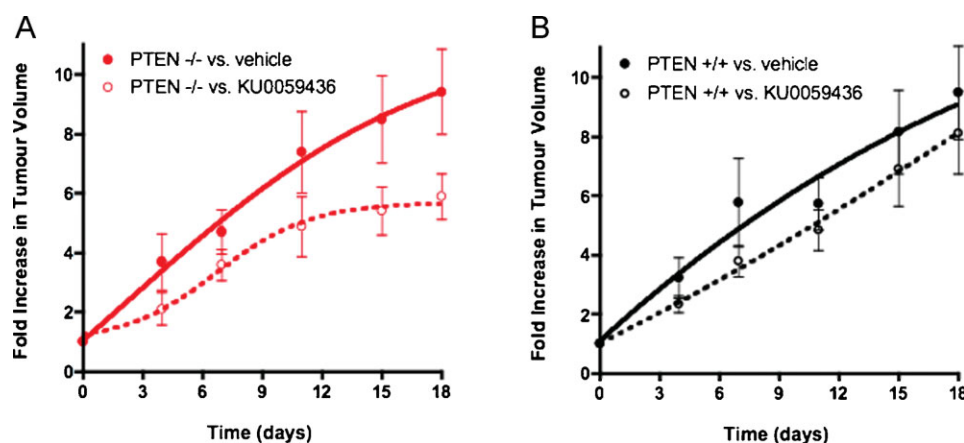 A
PTEN -/- vs. vehicle
PTEN -/- vs. KU0059436
Fold Increase in Tumour Volume
10
8
6
4
2
0
0 3 6 9 12 15 18
Time (days)
B
PTEN +/+ vs. vehicle
PTEN +/+ vs. KU0059436
Fold Increase in Tumour Volume
10
8
6
4
2
0
0 3 6 9 12 15 18
Time (days)